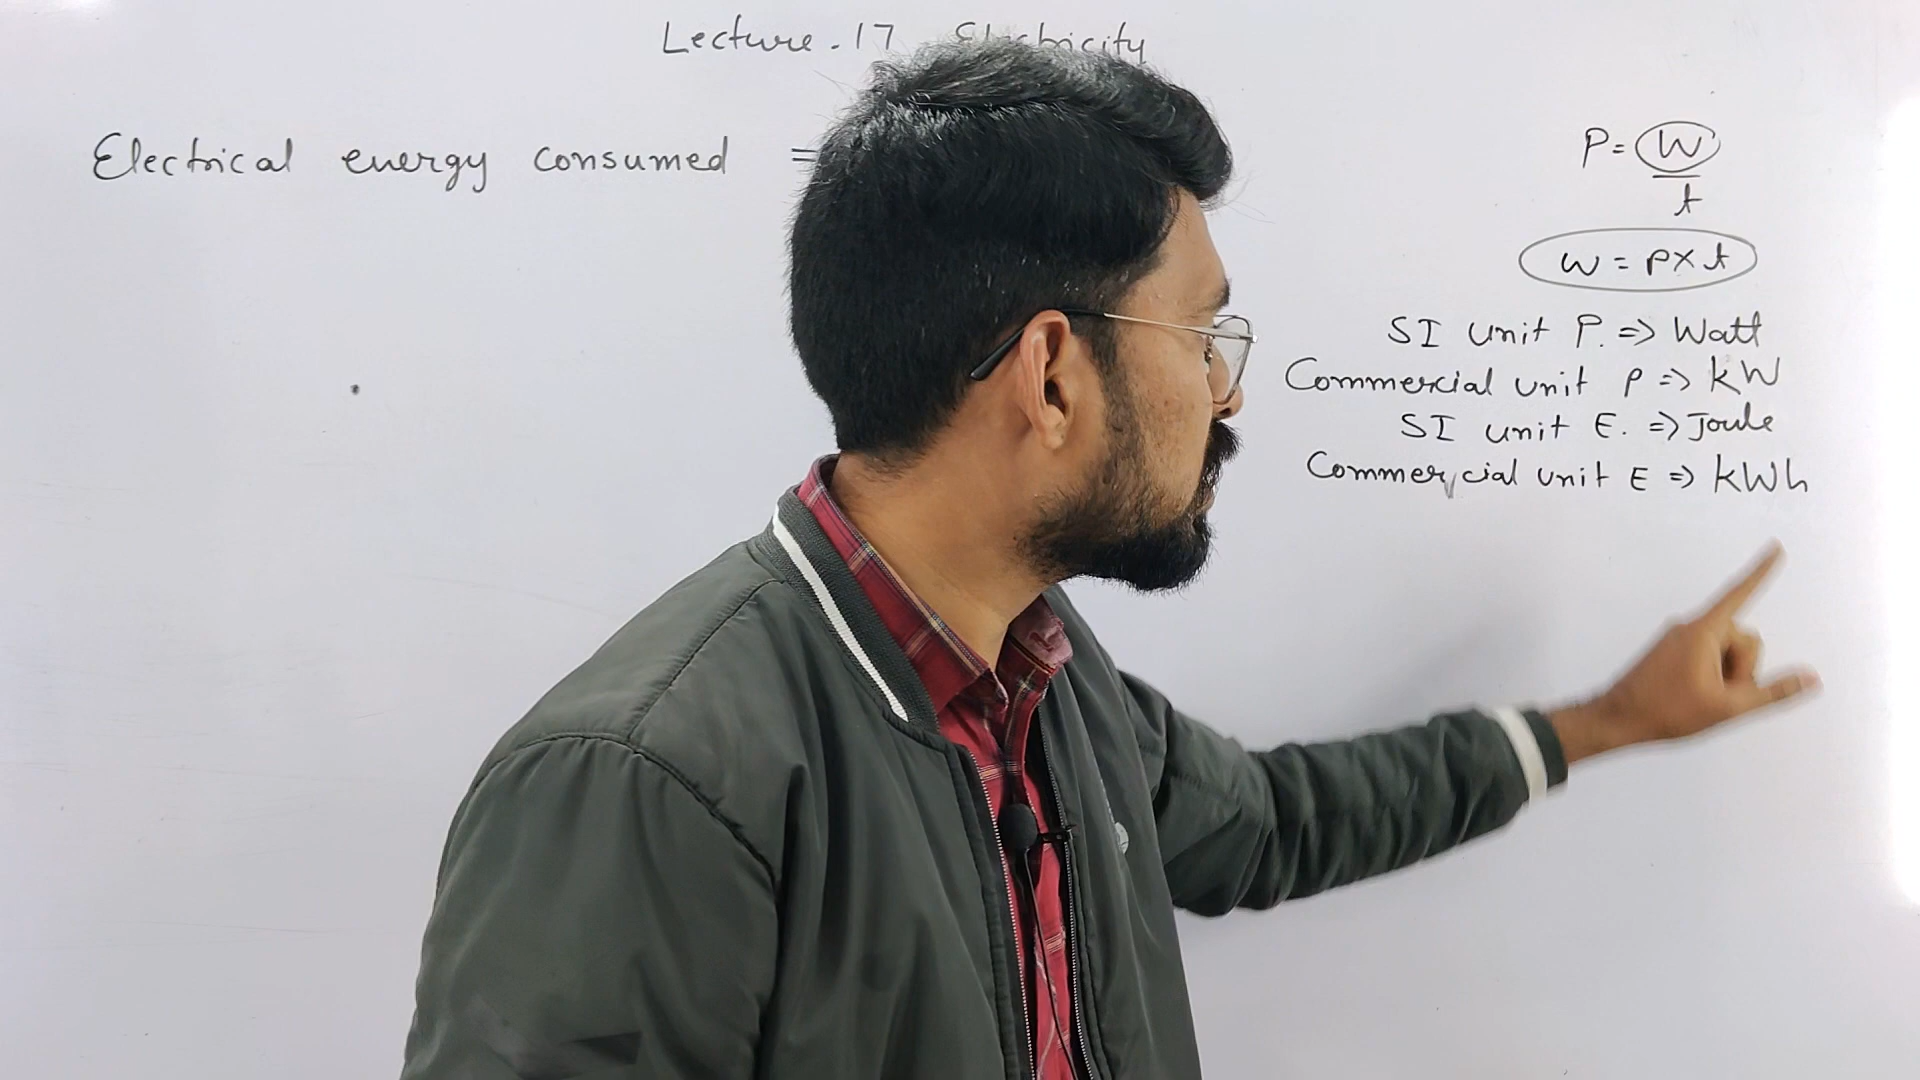 Lecture.17 Electricity
Electrical energy consumed =
P = W
t
W = P × t
SI unit P. => Watt
Commercial unit P => kW
SI unit E. => Joule
Commercial unit E => kWh